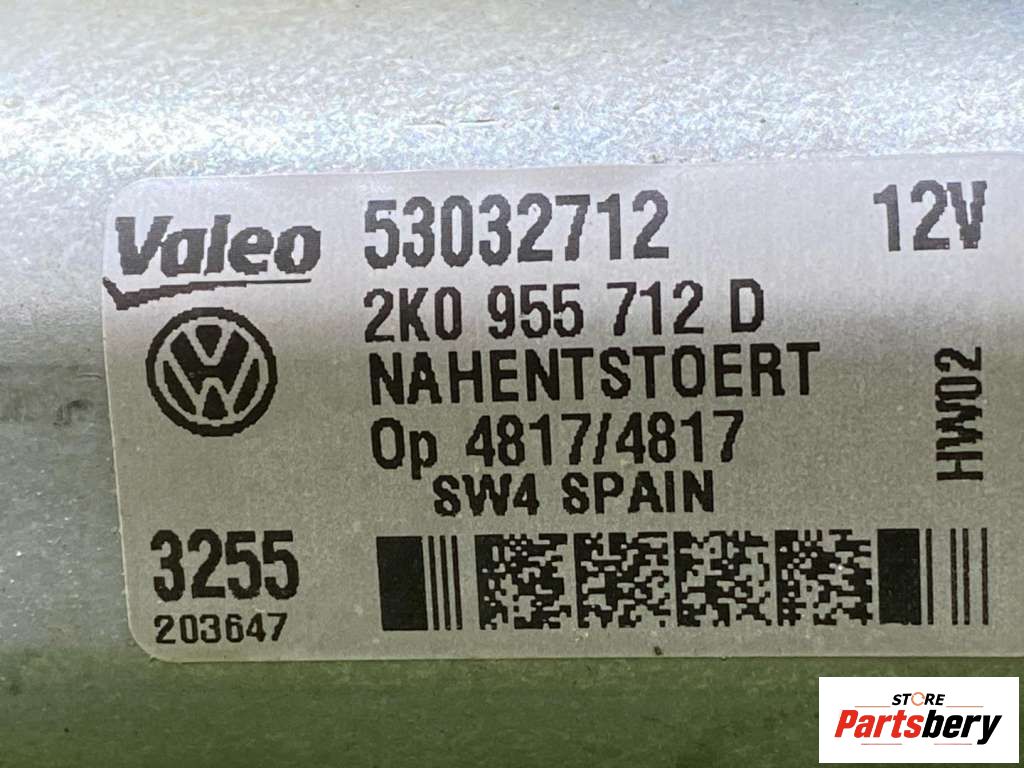 Valeo 53032712 12V
2K0 955 712 D
NAHENTSTOERT
Op 4817/4817
SW4 SPAIN
HW02
3255
203647
STORE
Partsbery